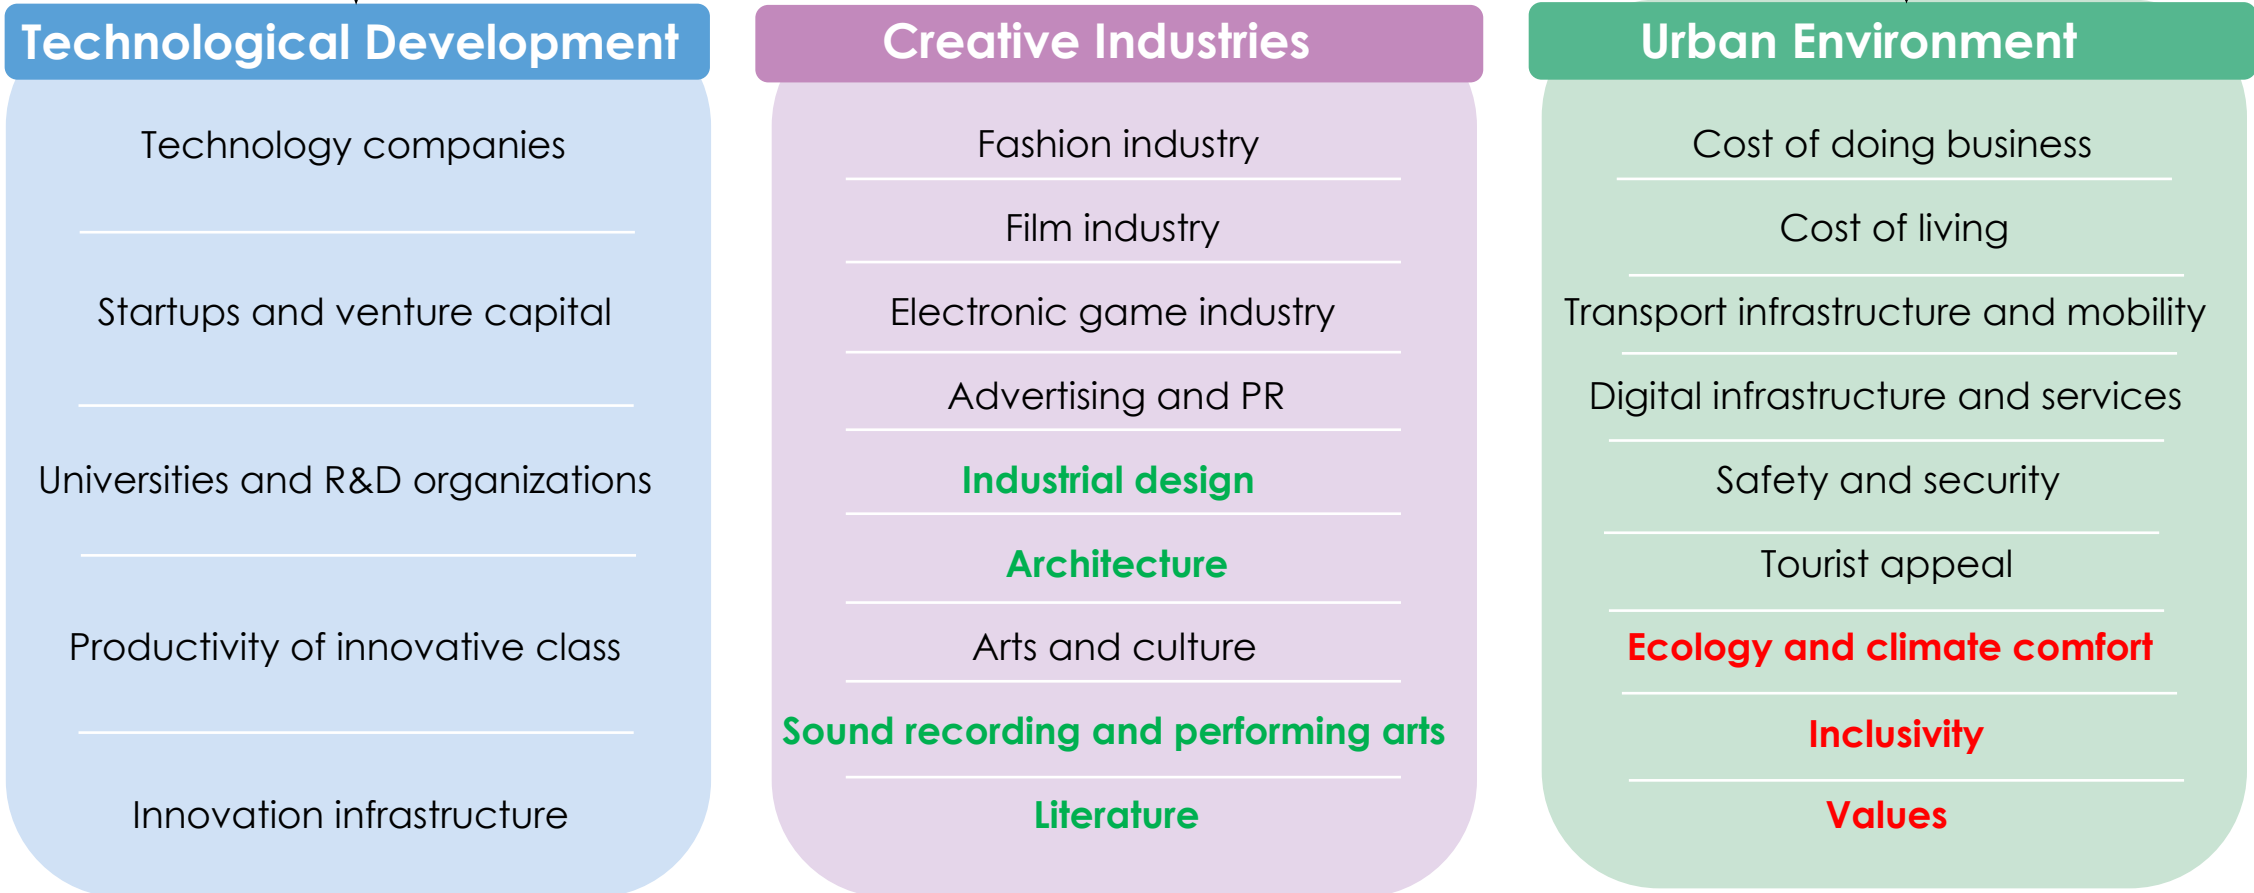 Technological Development
Technology companies
Startups and venture capital
Universities and R&D organizations
Productivity of innovative class
Innovation infrastructure
Creative Industries
Fashion industry
Film industry
Electronic game industry
Advertising and PR
Industrial design
Architecture
Arts and culture
Sound recording and performing arts
Literature
Urban Environment
Cost of doing business
Cost of living
Transport infrastructure and mobility
Digital infrastructure and services
Safety and security
Tourist appeal
Ecology and climate comfort
Inclusivity
Values